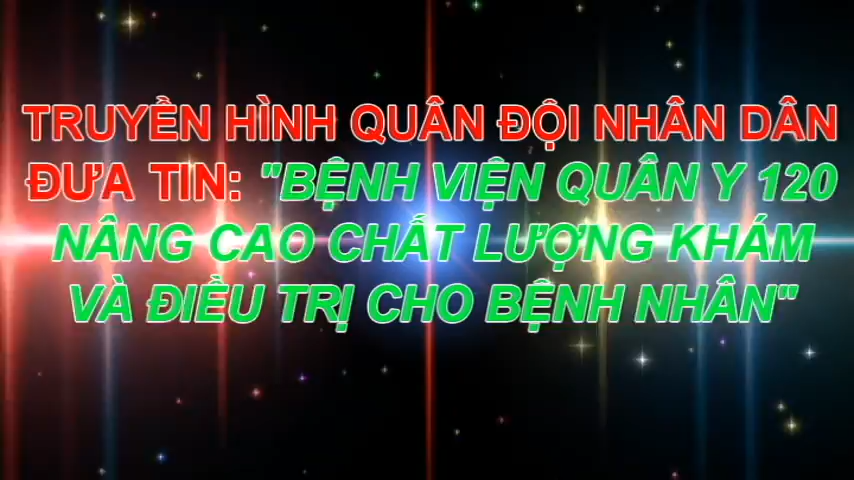 TRUYỀN HÌNH QUÂN ĐỘI NHÂN DÂN
ĐƯA TIN: "BỆNH VIỆN QUÂN Y 120
NÂNG CAO CHẤT LƯỢNG KHÁM
VÀ ĐIỀU TRỊ CHO BỆNH NHÂN"